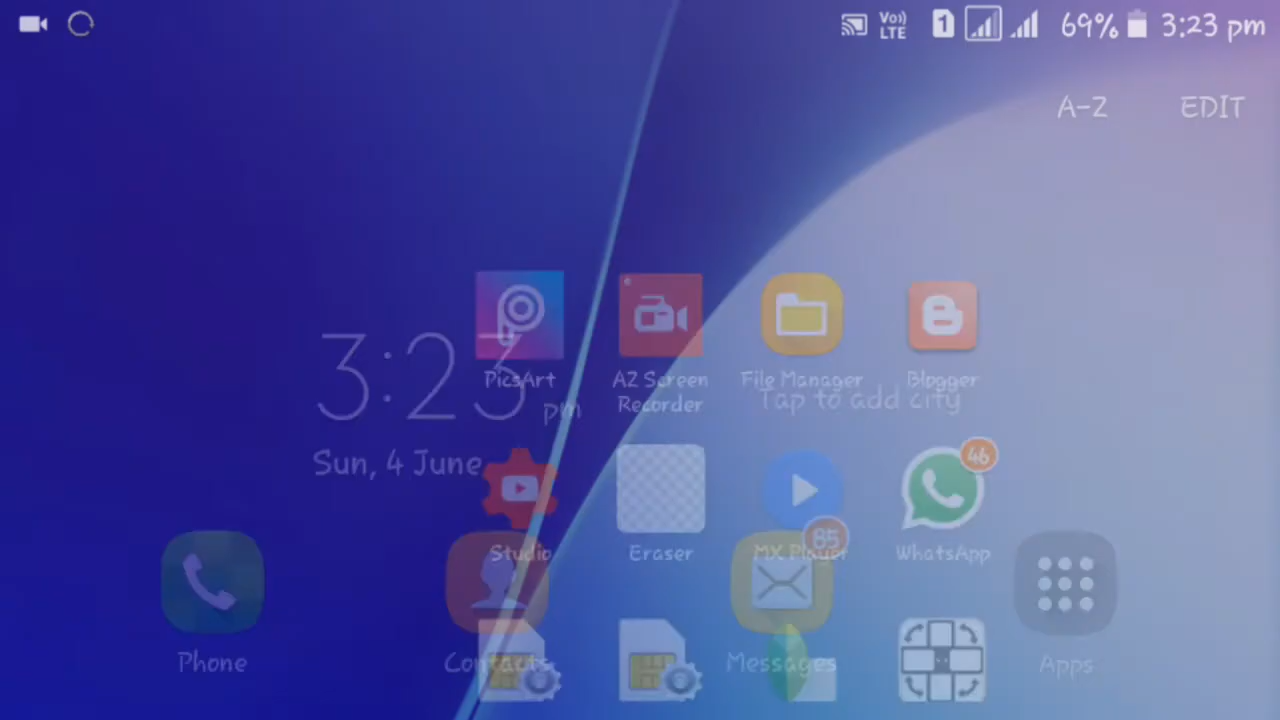 Vo))
LTE
1
69%
3:23 pm
A-Z
EDIT
PicsArt
AZ Screen
Recorder
File Manager
Blogger
3:23 pm
Tap to add city
Sun, 4 June
46
Studio
Eraser
85
MX Player
WhatsApp
Phone
Contacts
Messages
Apps